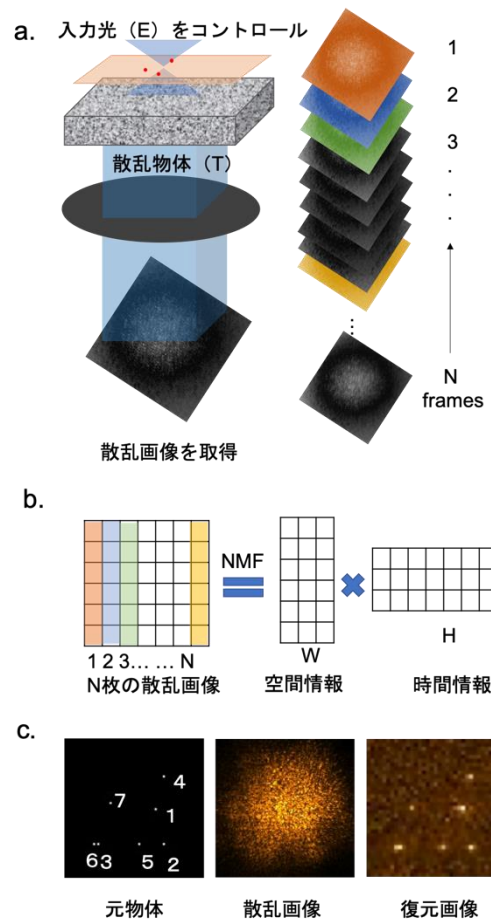 a.
入力光（E）をコントロール
散乱物体（T）
散乱画像を取得
1
2
3
.
.
.
⋮
N
frames
b.
NMF
1 2 3... ... N
N枚の散乱画像
W
空間情報
H
時間情報
c.
4
7
1
6 3
5
2
元物体
散乱画像
復元画像